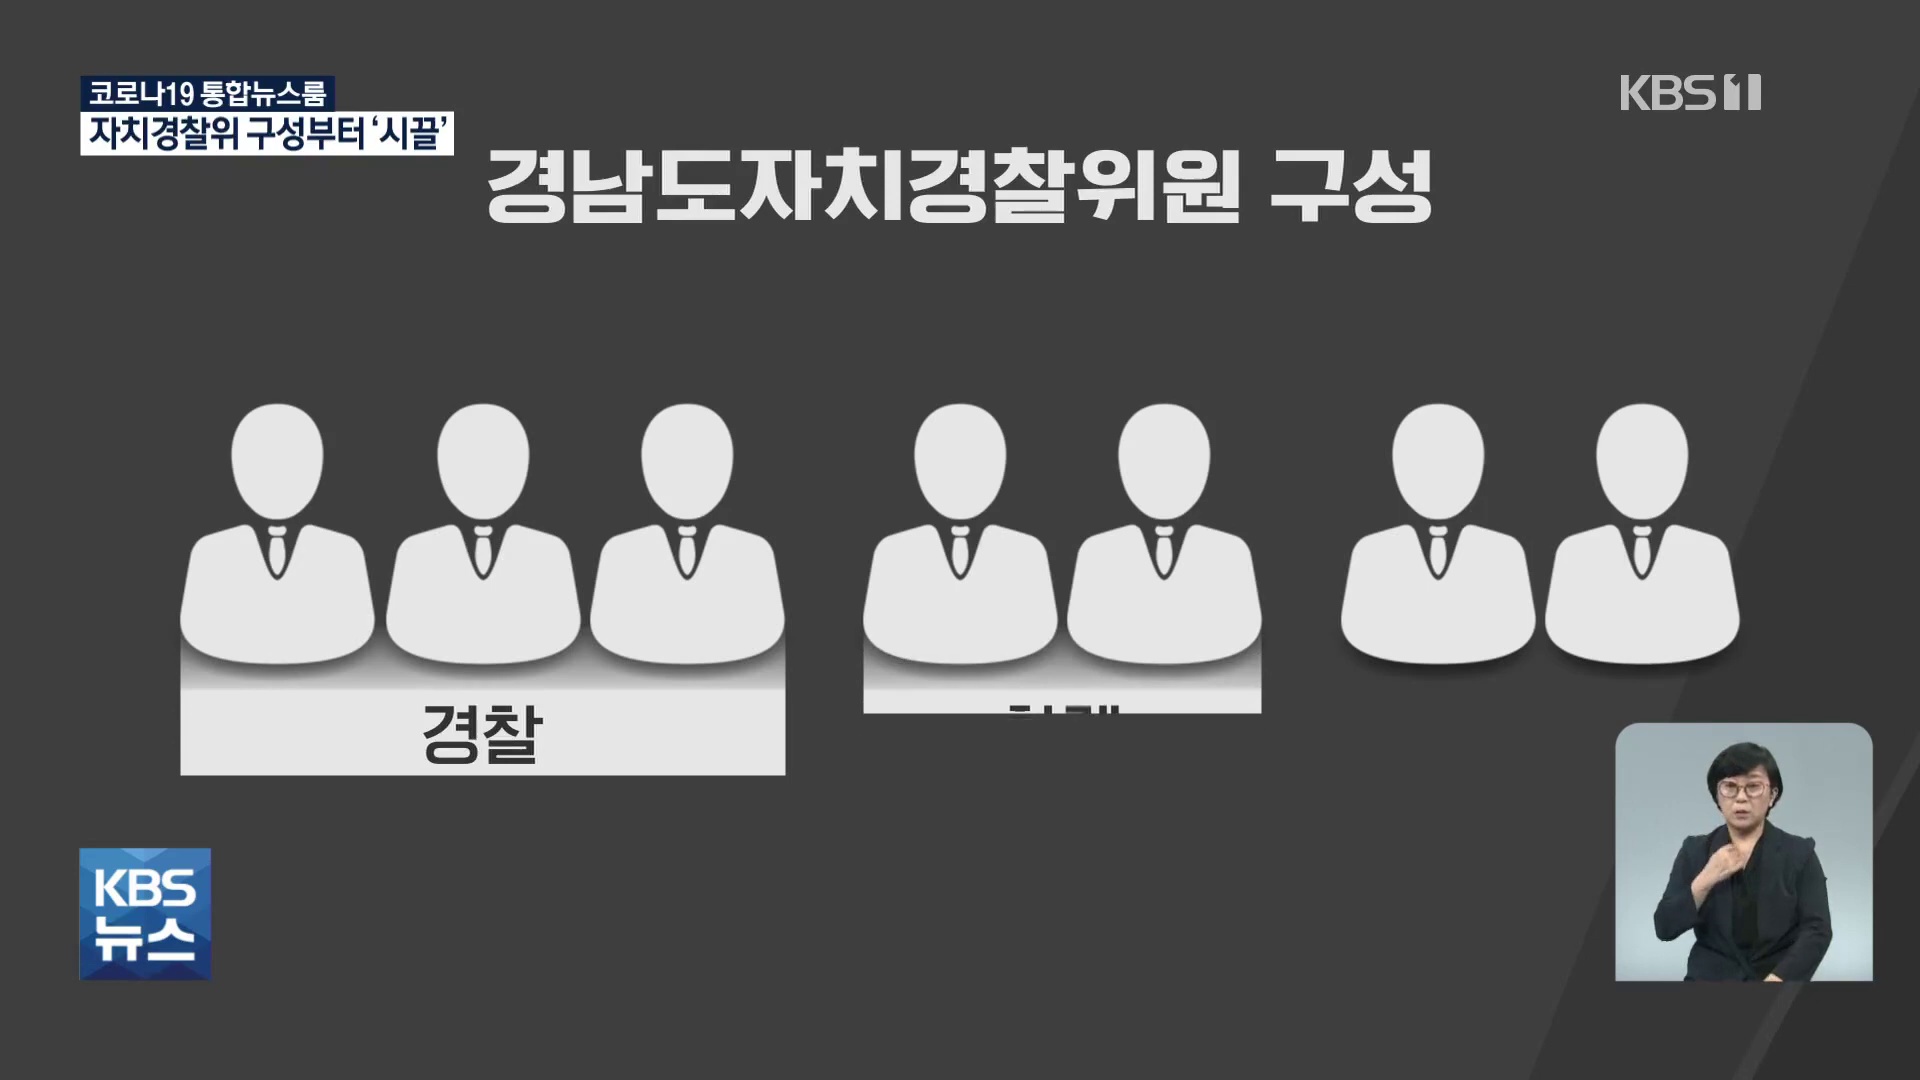 코로나19 통합뉴스룸
KBS 1
자치경찰위 구성부터 ‘시끌’
경남도자치경찰위원 구성
경찰
KBS
뉴스